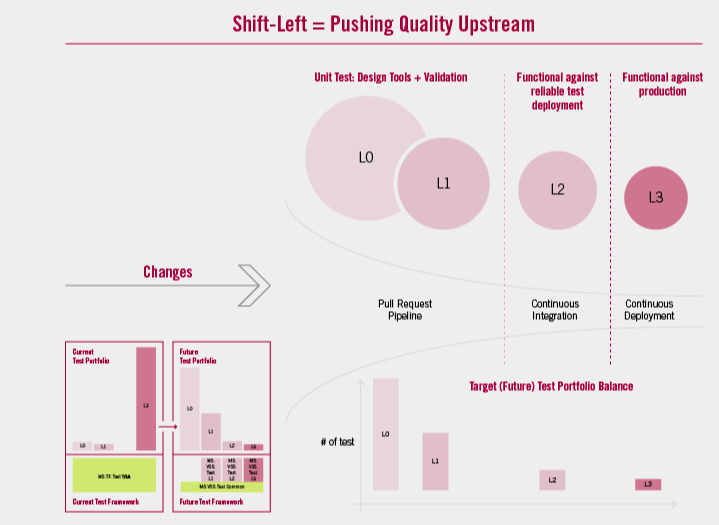 Shift-Left = Pushing Quality Upstream
Unit Test: Design Tools + Validation
Functional against
reliable test
deployment
Functional against
production
L0
L1
L2
L3
Changes
Pull Request
Pipeline
Continuous
Integration
Continuous
Deployment
Current
Test Portfolio
L0
L1
L3
Future
Test Portfolio
L0
L1
L2
L3
MS.TF.Test TRA
Current Test Framework
MS.
VSS.
Test
L1
MS.
VSS.
Test
L2
MS.
VSS.
Test
L3
MS.VSS.Test Common
Future Test Framework
Target (Future) Test Portfolio Balance
# of test
L0
L1
L2
L3